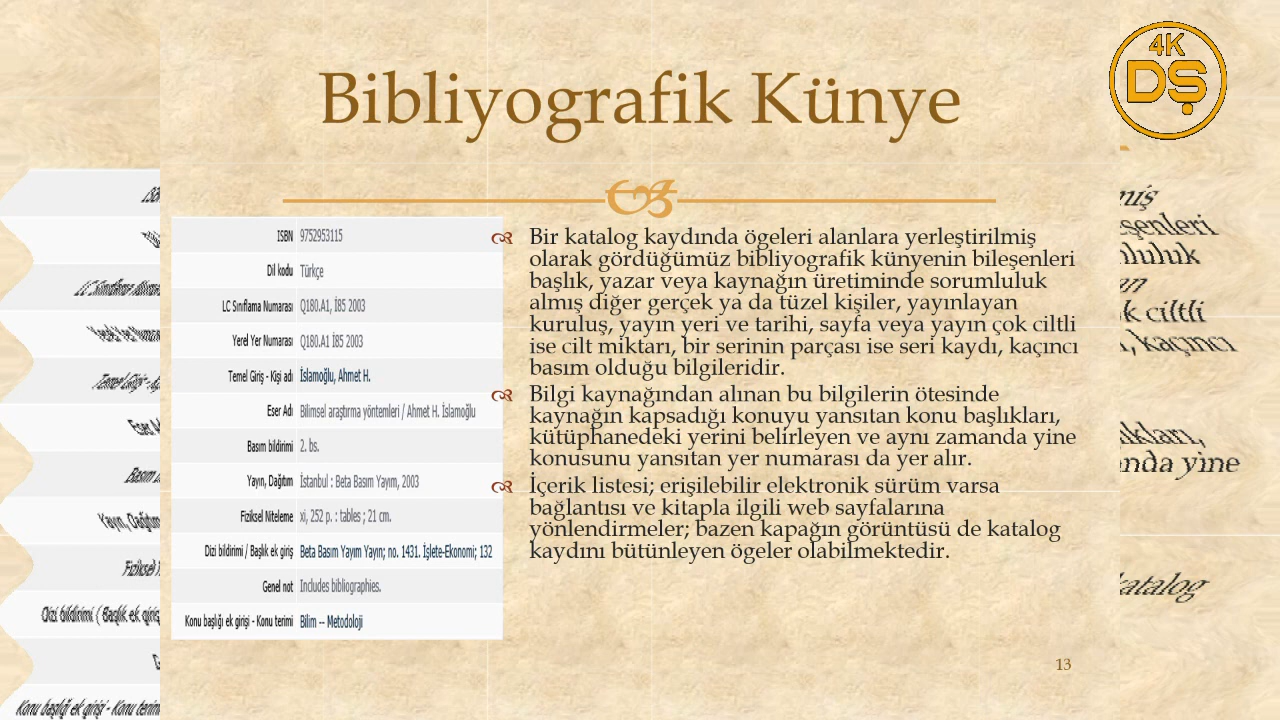 4K
DŞ
Bibliyografik Künye
ISBN 9752953115
Dil kodu Türkçe
LC Sınıflama Numarası Q180.A1, İ85 2003
Yerel Yer Numarası Q180.A1 İ85 2003
Temel Giriş - Kişi adı İslamoğlu, Ahmet H.
Eser Adı Bilimsel araştırma yöntemleri / Ahmet H. İslamoğlu
Basım bildirimi 2. bs.
Yayın, Dağıtım İstanbul : Beta Basım Yayım, 2003
Fiziksel Niteleme xi, 252 p. : tables ; 21 cm.
Dizi bildirimi / Başlık ek giriş Beta Basım Yayım Yayın; no. 1431. İşlete-Ekonomi; 132
Genel not Includes bibliographies.
Konu başlığı ek girişi - Konu terimi Bilim -- Metodoloji
Bir katalog kaydında ögeleri alanlara yerleştirilmiş
olarak gördüğümüz bibliyografik künyenin bileşenleri
başlık, yazar veya kaynağın üretiminde sorumluluk
almış diğer gerçek ya da tüzel kişiler, yayınlayan
kuruluş, yayın yeri ve tarihi, sayfa veya yayın çok ciltli
ise cilt miktarı, bir serinin parçası ise seri kaydı, kaçıncı
basım olduğu bilgileridir.
Bilgi kaynağından alınan bu bilgilerin ötesinde
kaynağın kapsadığı konuyu yansıtan konu başlıkları,
kütüphanedeki yerini belirleyen ve aynı zamanda yine
konusunu yansıtan yer numarası da yer alır.
İçerik listesi; erişilebilir elektronik sürüm varsa
bağlantısı ve kitapla ilgili web sayfalarına
yönlendirmeler; bazen kapağın görüntüsü de katalog
kaydını bütünleyen ögeler olabilmektedir.
13